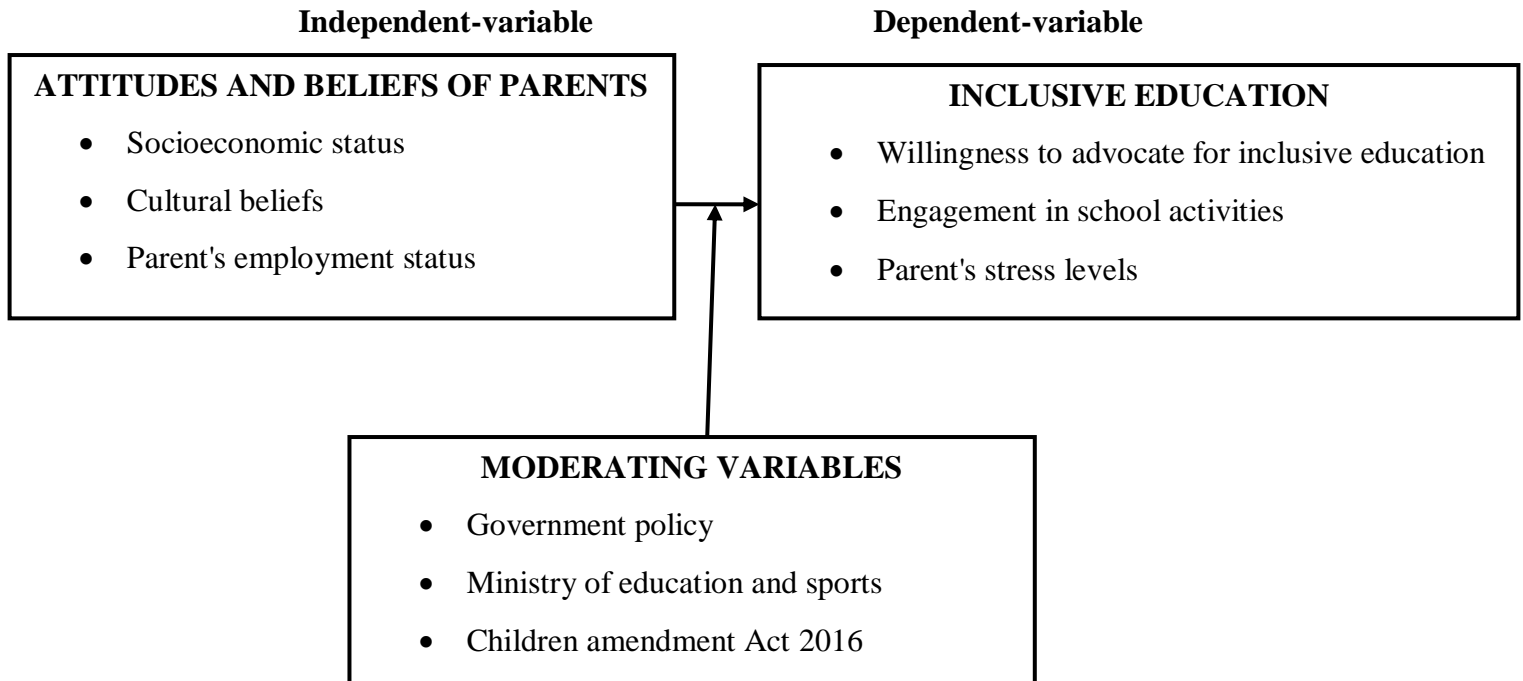 Independent-variable
Dependent-variable
ATTITUDES AND BELIEFS OF PARENTS
• Socioeconomic status
• Cultural beliefs
• Parent's employment status
INCLUSIVE EDUCATION
• Willingness to advocate for inclusive education
• Engagement in school activities
• Parent's stress levels
MODERATING VARIABLES
• Government policy
• Ministry of education and sports
• Children amendment Act 2016